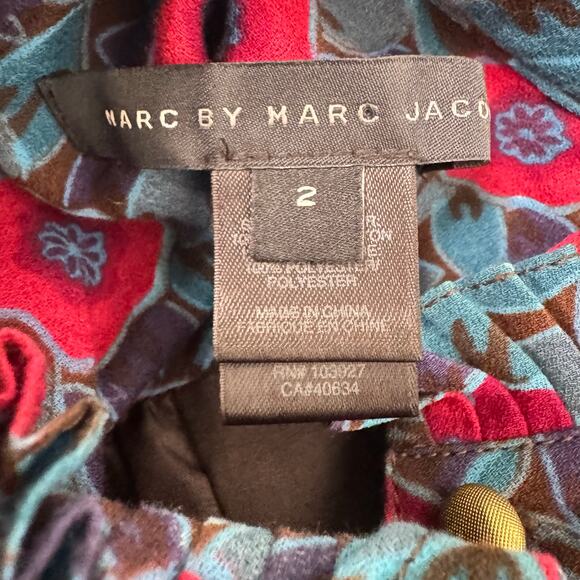 MARC BY MARC JACO
2
100% POLYESTER
POLYESTER
MADE IN CHINA
FABRIQUE EN CHINE
RN# 103927
CA#40634